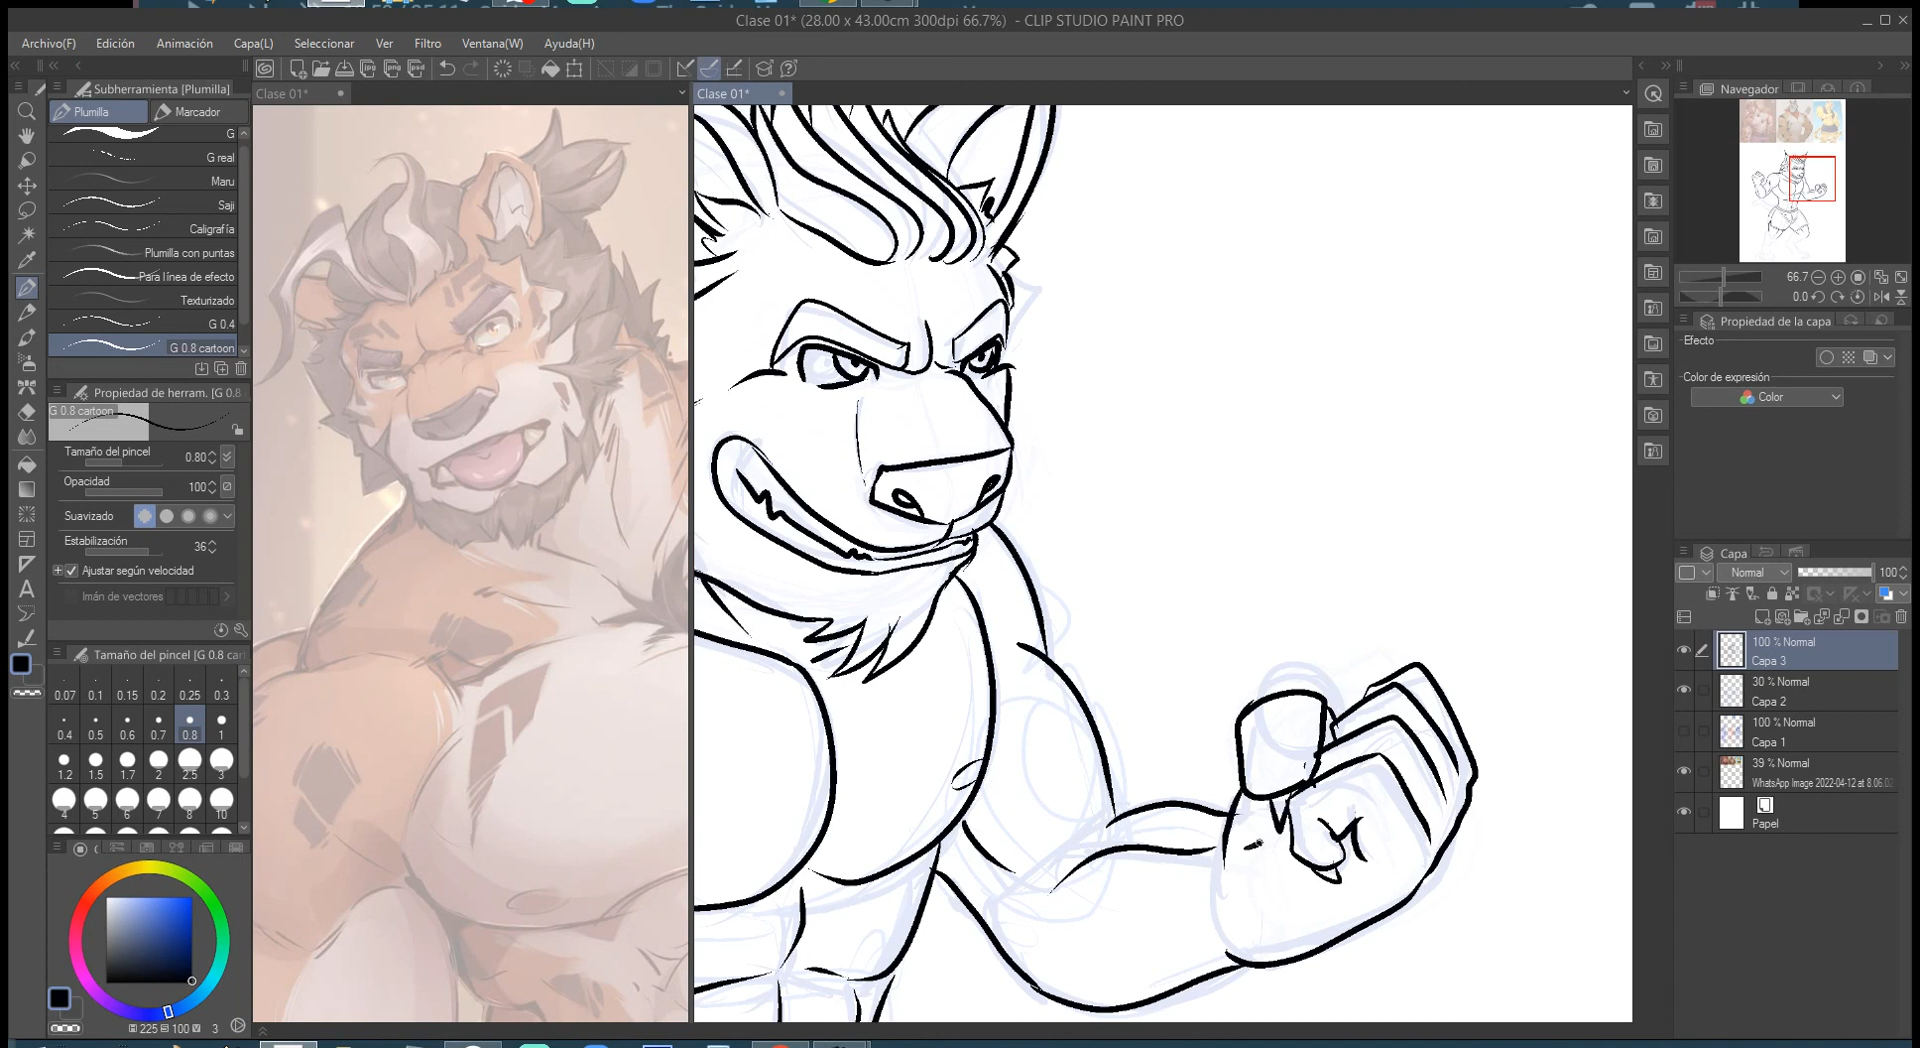 Clase 01* (28.00 x 43.00cm 300dpi 66.7%) - CLIP STUDIO PAINT PRO
Archivo(F) Edición Animación Capa(L) Seleccionar Ver Filtro Ventana(W) Ayuda(H)
Subherramienta [Plumilla]
Plumilla Marcador
G
G real
Maru
Saji
Caligrafía
Plumilla con puntas
Para línea de efecto
Texturizado
G 0.4
G 0.8 cartoon
Propiedad de herram. [G 0.8
G 0.8 cartoon
Tamaño del pincel 0.80
Opacidad 100
Suavizado
Estabilización 36
Ajustar según velocidad
Imán de vectores
Tamaño del pincel [G 0.8 car
0.07 0.1 0.15 0.2 0.25 0.3
0.4 0.5 0.6 0.7 0.8 1
1.2 1.5 1.7 2 2.5 3
4 5 6 7 8 10
225 100 3
Clase 01*
Clase 01*
Navegador
66.7
0.0
Propiedad de la capa
Efecto
Color de expresión
Color
Capa
Normal 100
100 % Normal
Capa 3
30 % Normal
Capa 2
100 % Normal
Capa 1
39 % Normal
WhatsApp Image 2022-04-12 at 8.06.02
Papel